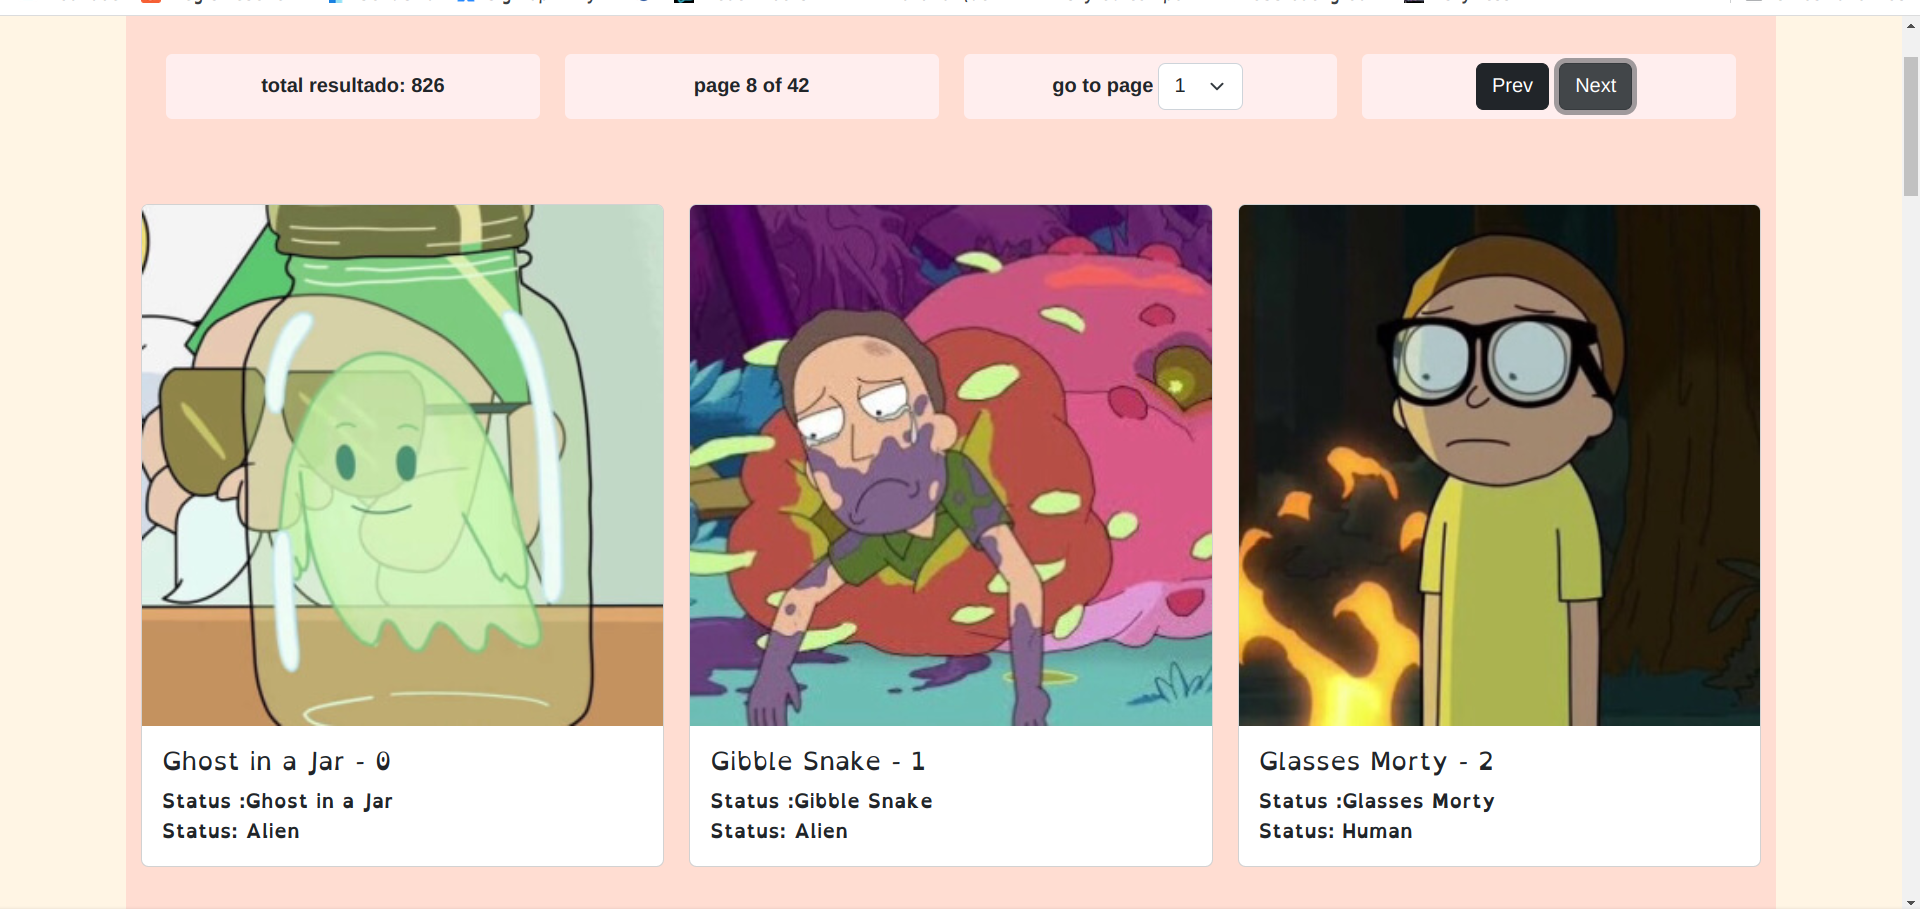 total resultado: 826
page 8 of 42
go to page 1
Prev Next
Ghost in a Jar - 0
Status :Ghost in a Jar
Status: Alien
Gibble Snake - 1
Status :Gibble Snake
Status: Alien
Glasses Morty - 2
Status :Glasses Morty
Status: Human